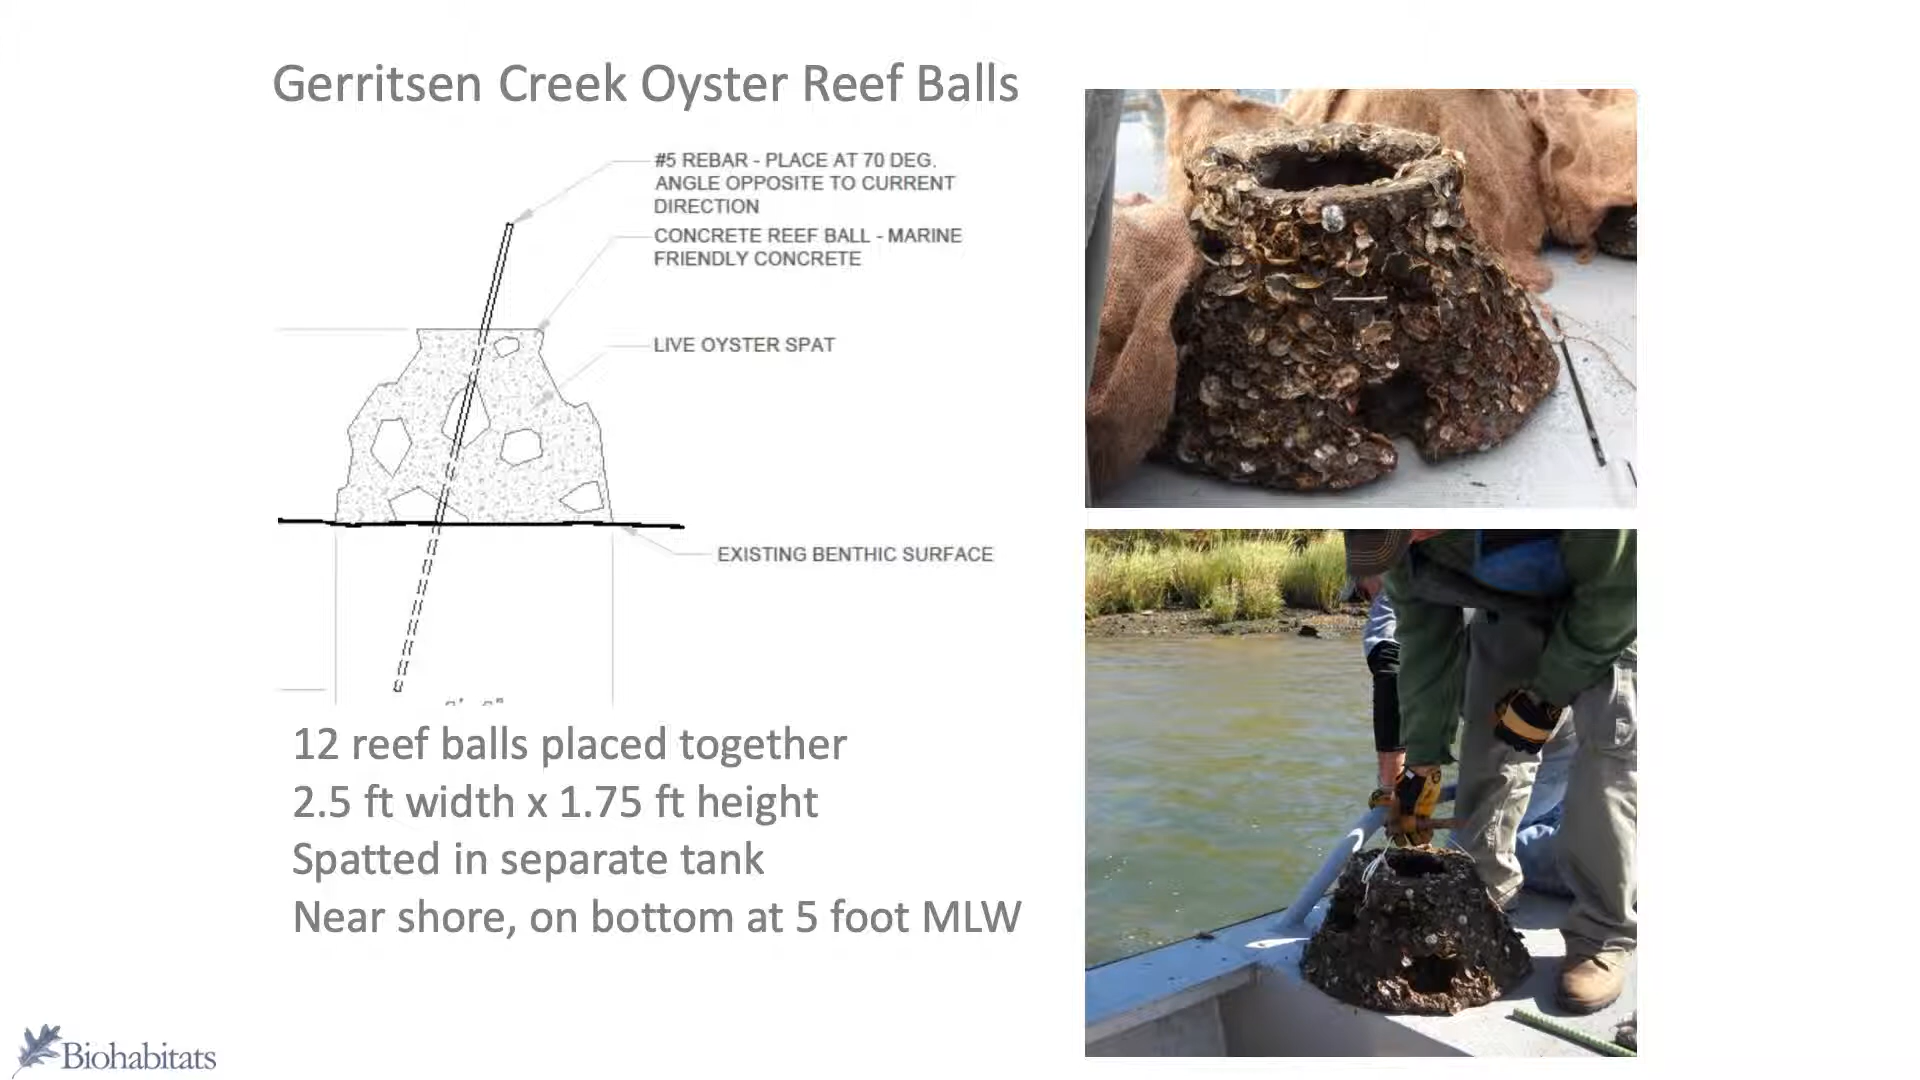 Gerritsen Creek Oyster Reef Balls
#5 REBAR - PLACE AT 70 DEG.
ANGLE OPPOSITE TO CURRENT
DIRECTION
CONCRETE REEF BALL - MARINE
FRIENDLY CONCRETE
LIVE OYSTER SPAT
EXISTING BENTHIC SURFACE
12 reef balls placed together
2.5 ft width x 1.75 ft height
Spatted in separate tank
Near shore, on bottom at 5 foot MLW
Biohabitats